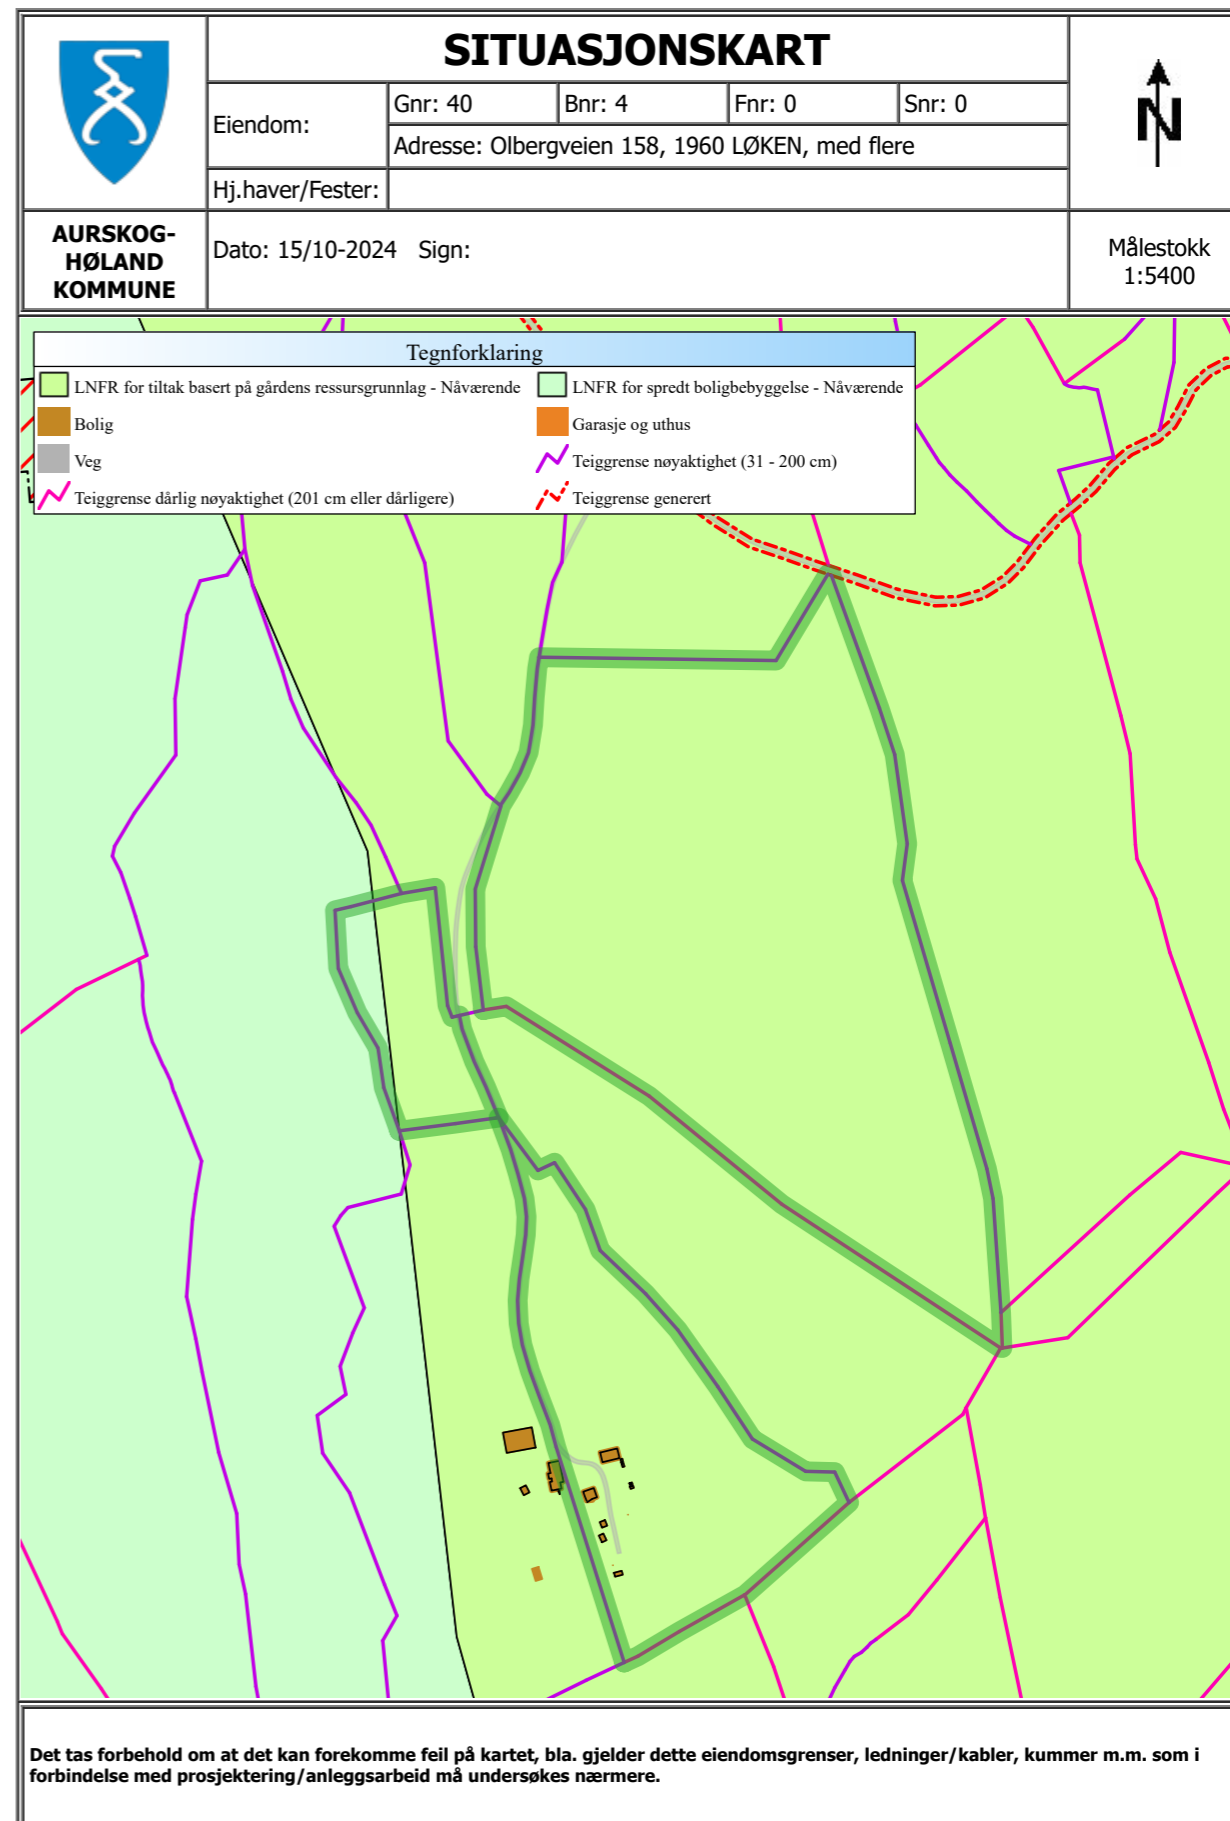 SITUASJONSKART
Eiendom:
Gnr: 40
Bnr: 4
Fnr: 0
Snr: 0
Adresse: Olbergveien 158, 1960 LØKEN, med flere
Hj.haver/Fester:
N
AURSKOG-
HØLAND
KOMMUNE
Dato: 15/10-2024 Sign:
Målestokk
1:5400
Tegnforklaring
LNFR for tiltak basert på gårdens ressursgrunnlag - Nåværende
LNFR for spredt boligbebyggelse - Nåværende
Bolig
Garasje og uthus
Veg
Teiggrense nøyaktighet (31 - 200 cm)
Teiggrense dårlig nøyaktighet (201 cm eller dårligere)
Teiggrense generert
Det tas forbehold om at det kan forekomme feil på kartet, bla. gjelder dette eiendomsgrenser, ledninger/kabler, kummer m.m. som i
forbindelse med prosjektering/anleggsarbeid må undersøkes nærmere.